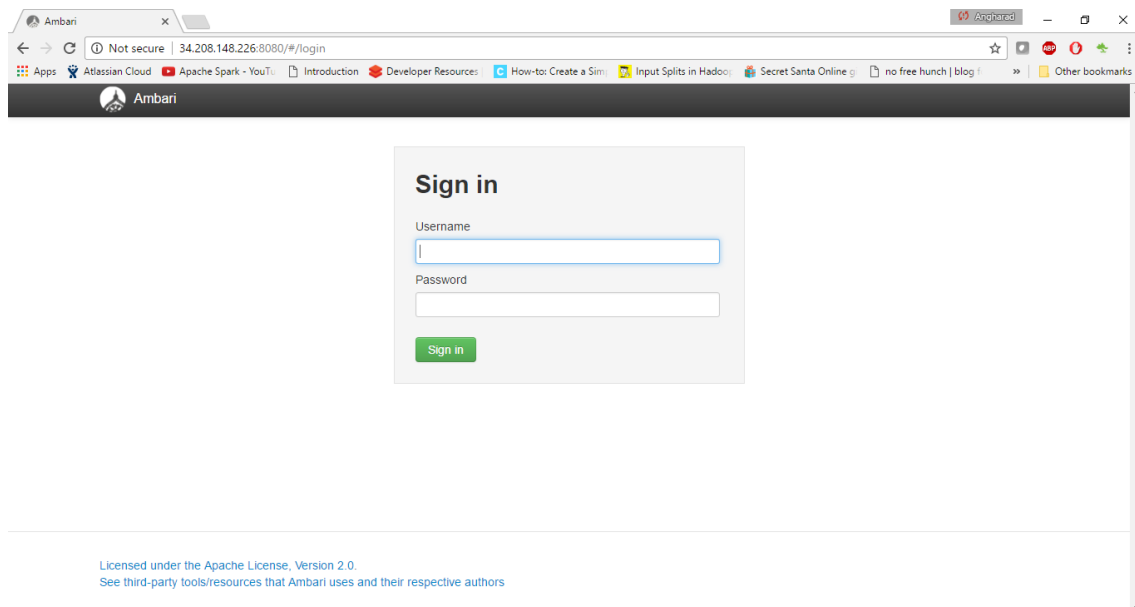 Ambari
Angharad
Not secure | 34.208.148.226:8080/#/login
ABP
Apps Atlassian Cloud Apache Spark - YouTu Introduction Developer Resources C How-to: Create a Sim Input Splits in Hadoop Secret Santa Online g no free hunch | blog f » Other bookmarks
Ambari
Sign in
Username
Password
Sign in
Licensed under the Apache License, Version 2.0.
See third-party tools/resources that Ambari uses and their respective authors